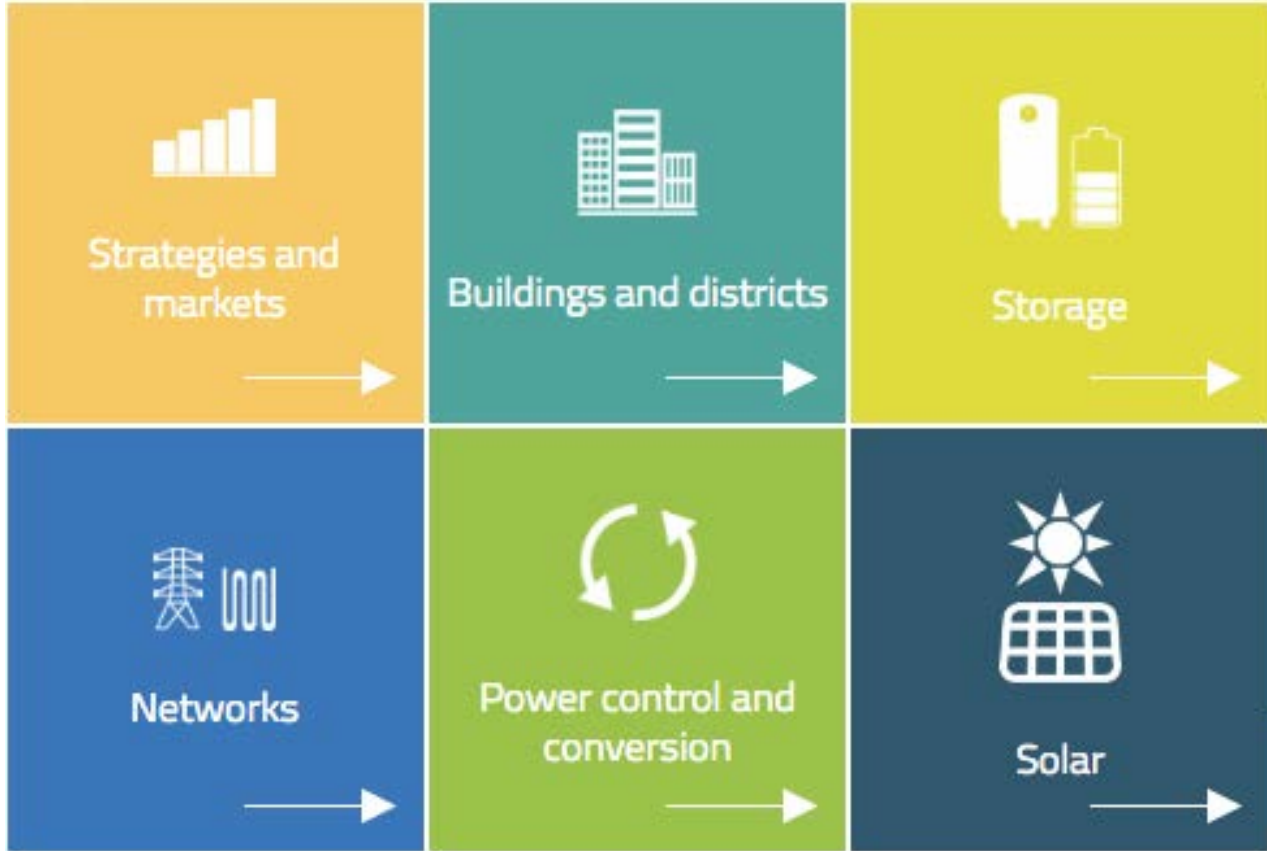 Strategies and
markets
Buildings and districts
Storage
Networks
Power control and
conversion
Solar